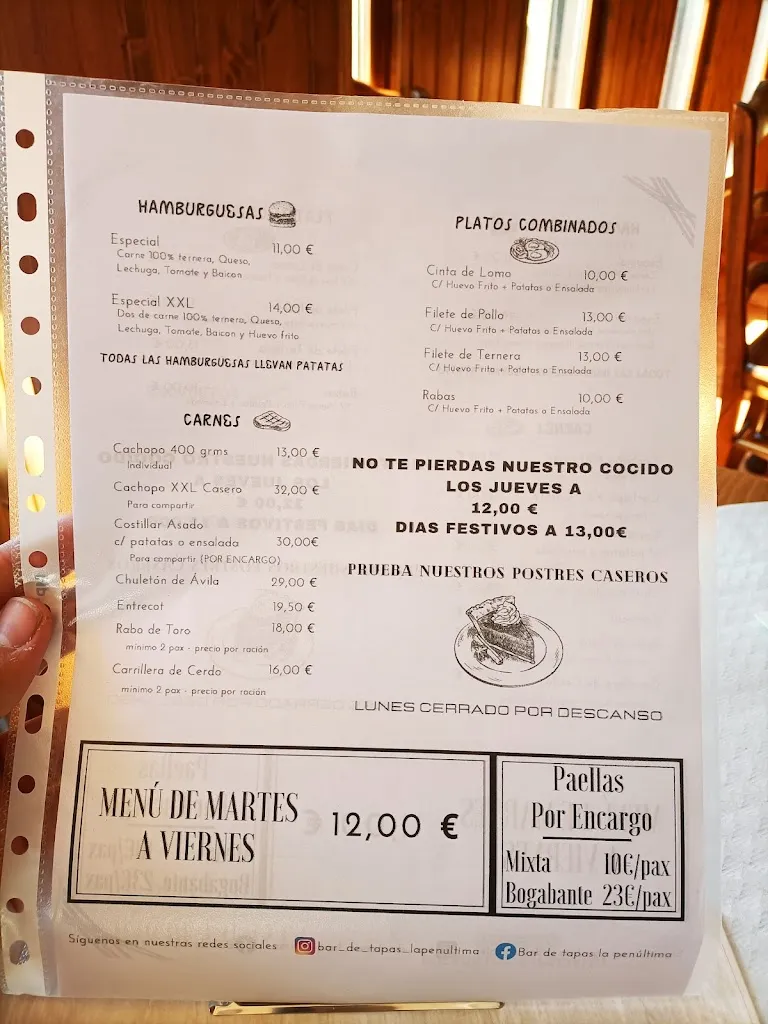 HAMBURGUESAS
Especial 11,00 €
Carne 100% ternera, Queso,
Lechuga, Tomate y Baicon
Especial XXL 14,00 €
Dos de carne 100% ternera, Queso,
Lechuga, Tomate, Baicon y Huevo frito
TODAS LAS HAMBURGUESAS LLEVAN PATATAS
CARNES
Cachopo 400 grms 13,00 €
Individual
Cachopo XXL Casero 32,00 €
Para compartir
Costillar Asado
c/ patatas o ensalada 30,00€
Para compartir (POR ENCARGO)
Chuletón de Ávila 29,00 €
Entrecot 19,50 €
Rabo de Toro 18,00 €
mínimo 2 pax - precio por ración
Carrillera de Cerdo 16,00 €
mínimo 2 pax - precio por ración
PLATOS COMBINADOS
Cinta de Lomo 10,00 €
C/ Huevo Frito + Patatas o Ensalada
Filete de Pollo 13,00 €
C/ Huevo Frito + Patatas o Ensalada
Filete de Ternera 13,00 €
C/ Huevo Frito + Patatas o Ensalada
Rabas 10,00 €
C/ Huevo Frito + Patatas o Ensalada
NO TE PIERDAS NUESTRO COCIDO
LOS JUEVES A
12,00 €
DIAS FESTIVOS A 13,00€
PRUEBA NUESTROS POSTRES CASEROS
LUNES CERRADO POR DESCANSO
MENÚ DE MARTES
A VIERNES
12,00 €
Paellas
Por Encargo
Mixta 10€/pax
Bogabante 23€/pax
Síguenos en nuestras redes sociales bar_de_tapas_lapenultima Bar de tapas la penúltima